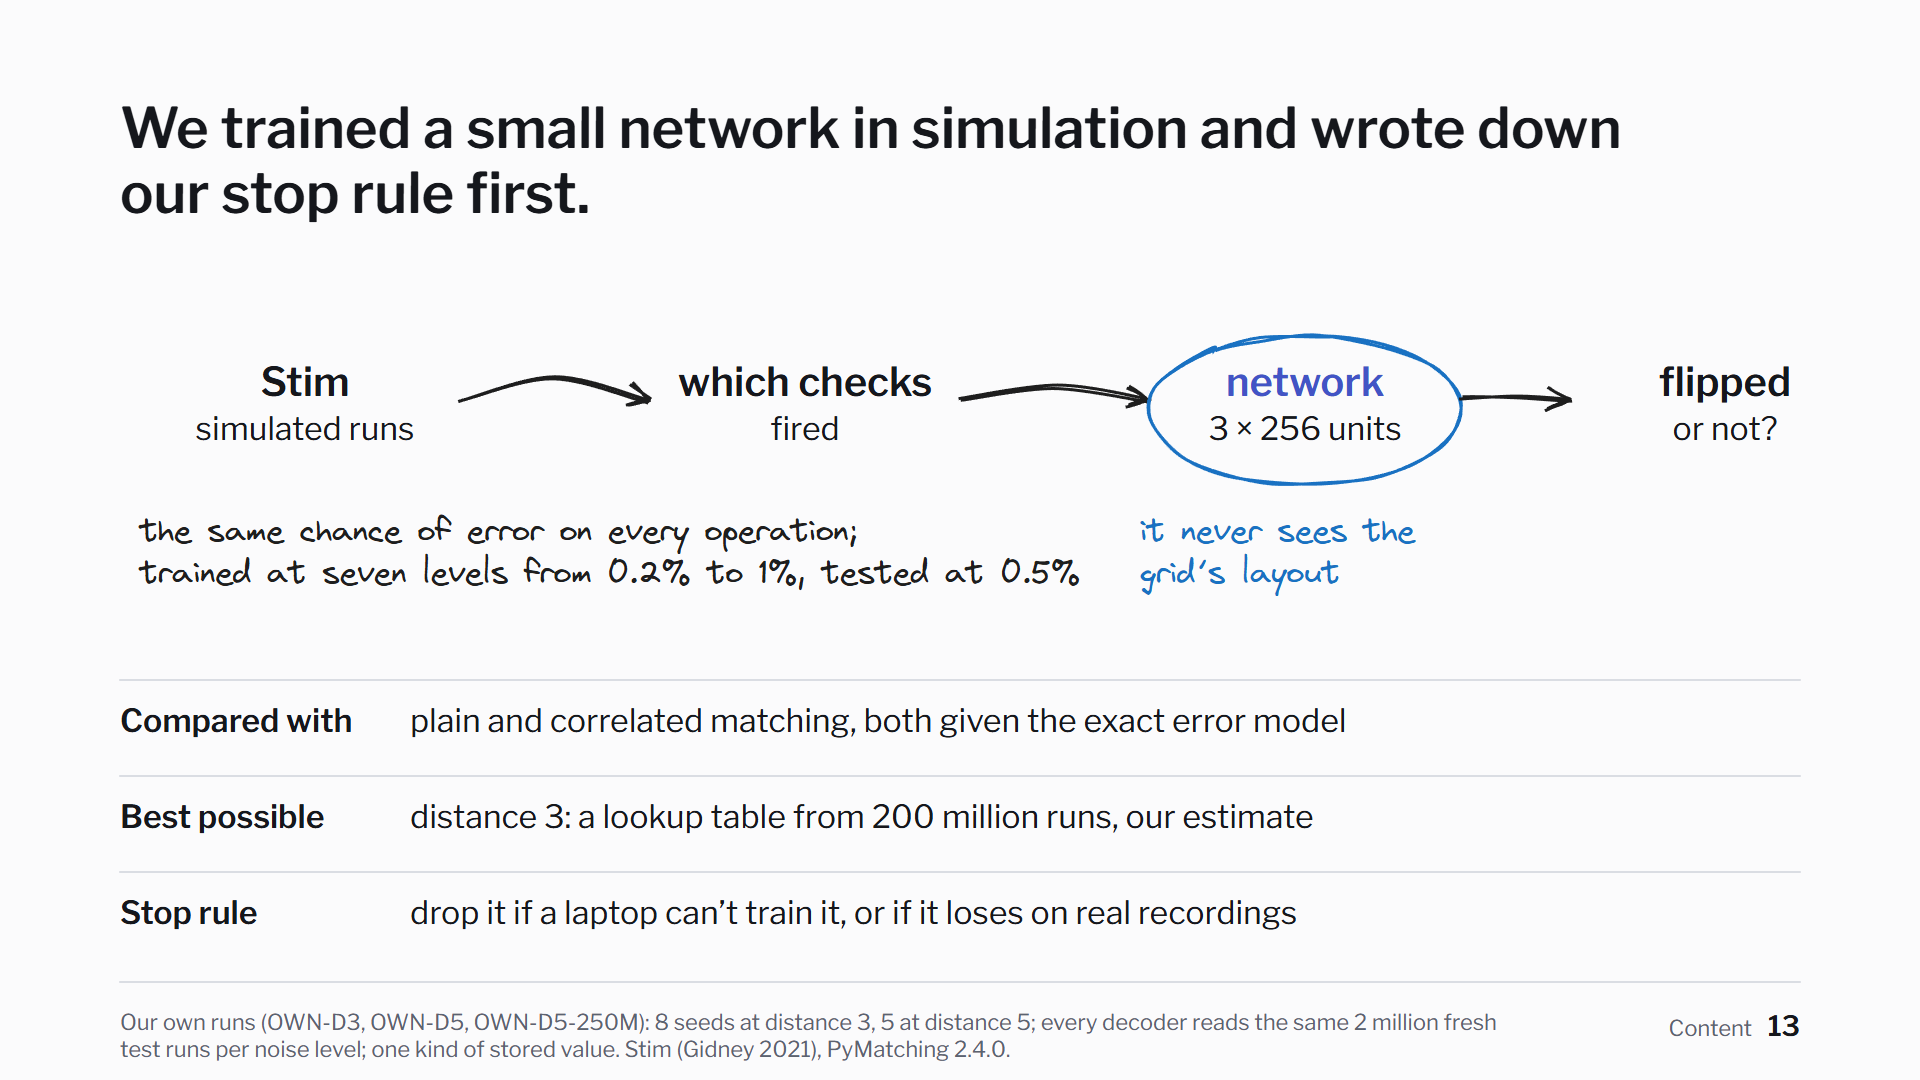 We trained a small network in simulation and wrote down
our stop rule first.
Stim
simulated runs
which checks
fired
network
3 × 256 units
flipped
or not?
the same chance of error on every operation;
trained at seven levels from 0.2% to 1%, tested at 0.5%
it never sees the
grid's layout
Compared with plain and correlated matching, both given the exact error model
Best possible distance 3: a lookup table from 200 million runs, our estimate
Stop rule drop it if a laptop can’t train it, or if it loses on real recordings
Our own runs (OWN-D3, OWN-D5, OWN-D5-250M): 8 seeds at distance 3, 5 at distance 5; every decoder reads the same 2 million fresh
test runs per noise level; one kind of stored value. Stim (Gidney 2021), PyMatching 2.4.0.
Content 13